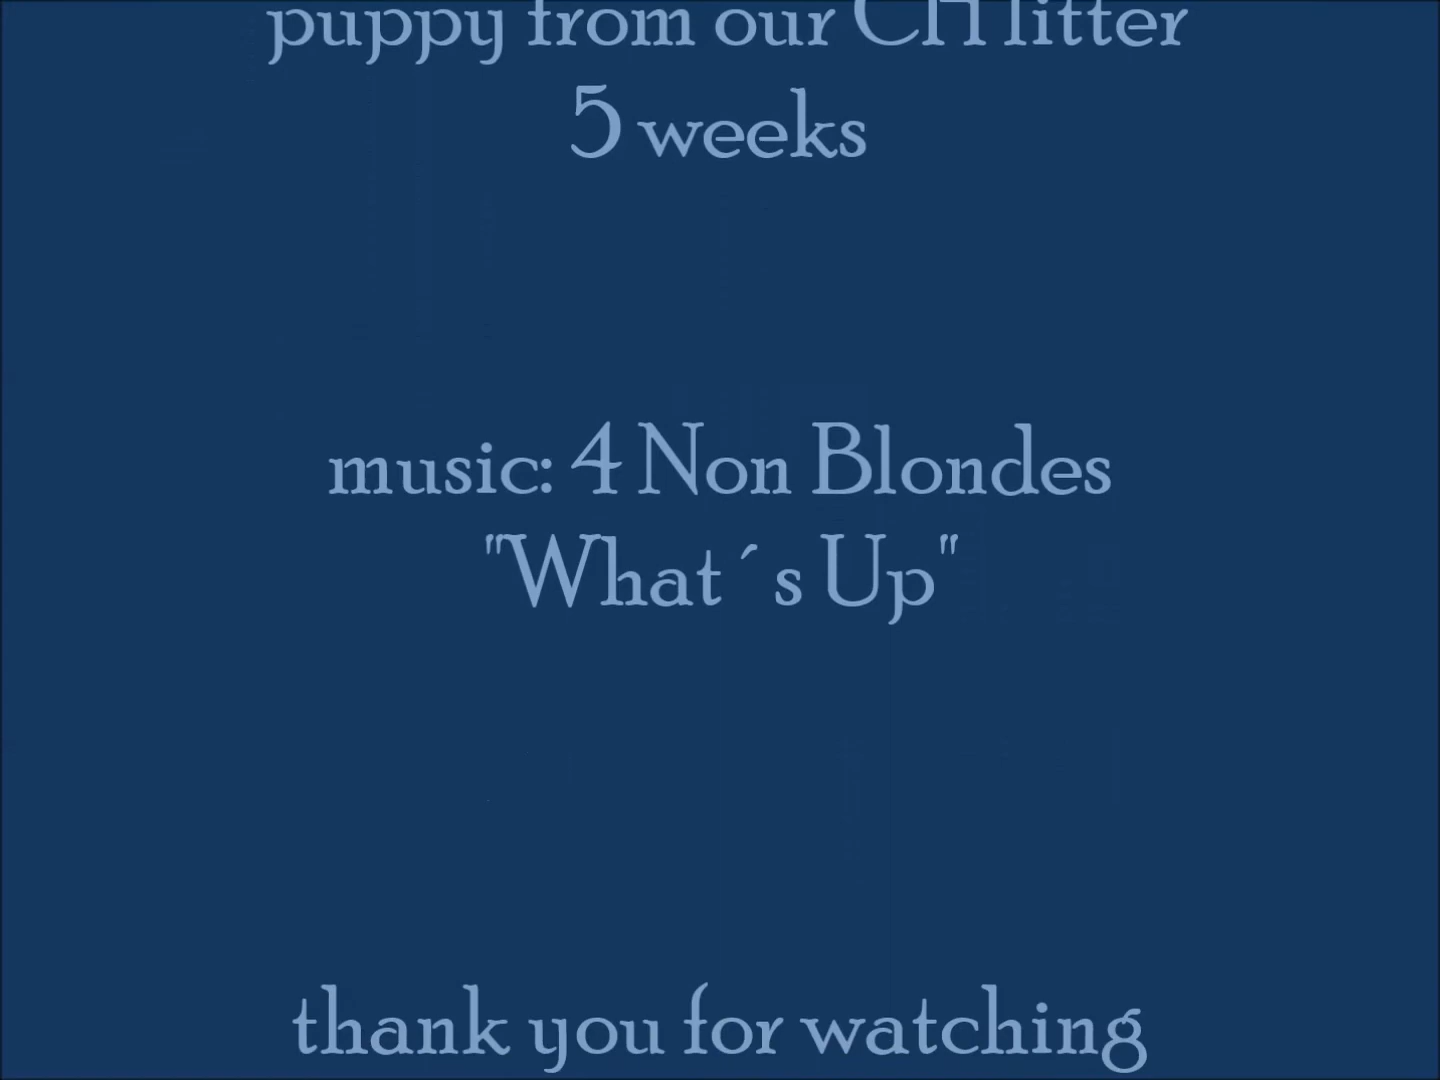 puppy from our CH litter
5 weeks
music: 4 Non Blondes
"What´s Up"
thank you for watching